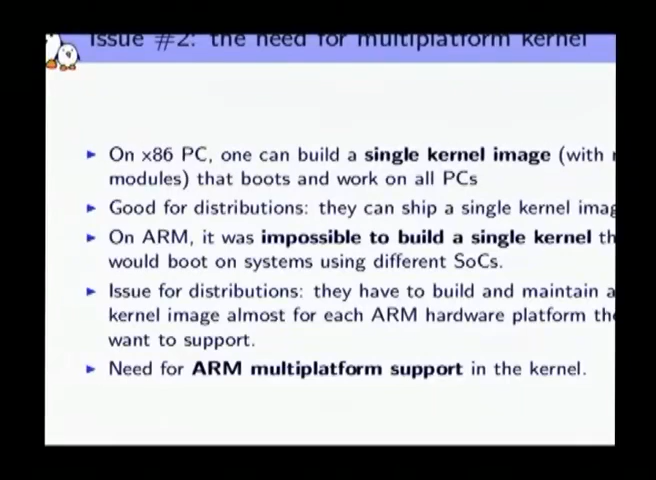 Issue #2: the need for multiplatform kernel
► On x86 PC, one can build a single kernel image (with
modules) that boots and work on all PCs
► Good for distributions: they can ship a single kernel imag
► On ARM, it was impossible to build a single kernel th
would boot on systems using different SoCs.
► Issue for distributions: they have to build and maintain a
kernel image almost for each ARM hardware platform the
want to support.
► Need for ARM multiplatform support in the kernel.